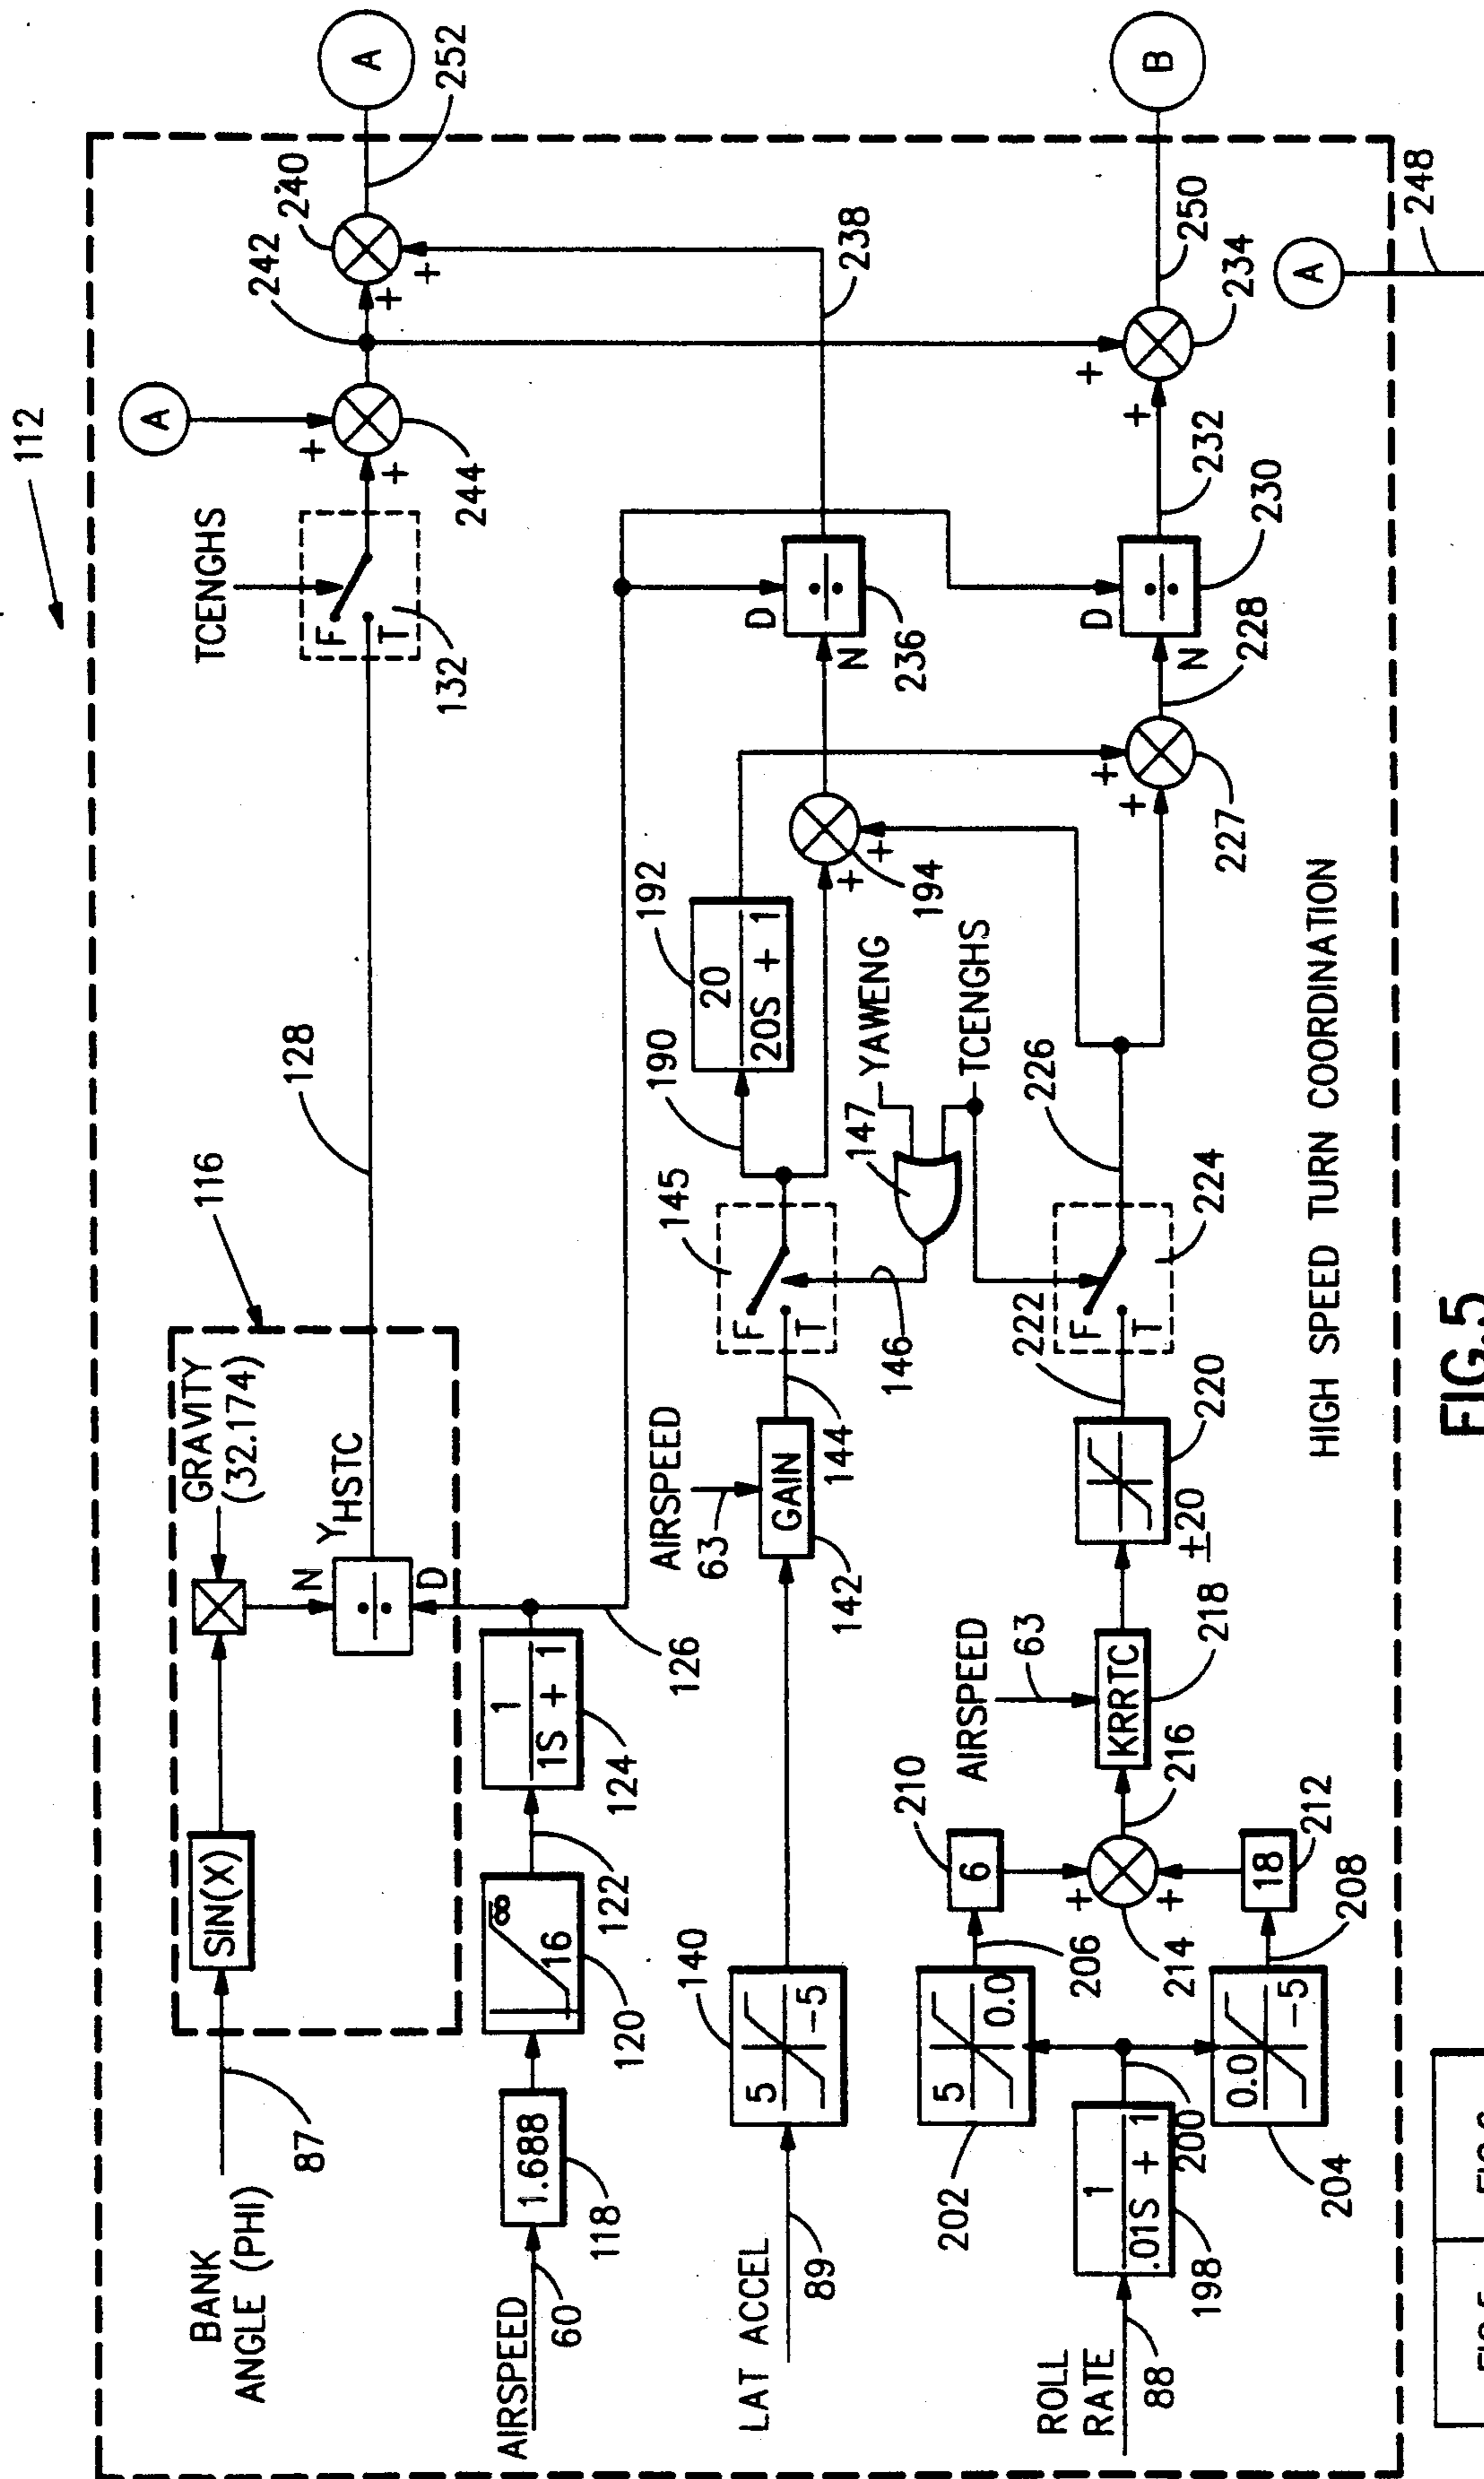 112
BANK
ANGLE (PHI)
87
SIN(X)
GRAVITY
(32.174)
N
÷
D
YHSTC
116
128
TCENGHS
F
T
132
A
+
+
244
242
+
+
240
252
A
AIRSPEED
60
1.688
118
16
∞
120
122
1
1S + 1
124
126
LAT ACCEL
89
5
-5
140
AIRSPEED
63
GAIN
142
144
F
T
145
146
147
YAWENG
TCENGHS
190
20
20S + 1
192
+
+
194
D
N
÷
236
238
ROLL
RATE
88
1
.01S + 1
198
200
5
0.0
202
0.0
-5
204
206
208
6
210
18
212
+
+
214
216
AIRSPEED
63
KRRTC
218
±20
220
222
F
T
224
226
+
+
227
228
D
N
÷
230
232
+
+
234
250
B
A
248
HIGH SPEED TURN COORDINATION
FIG.5